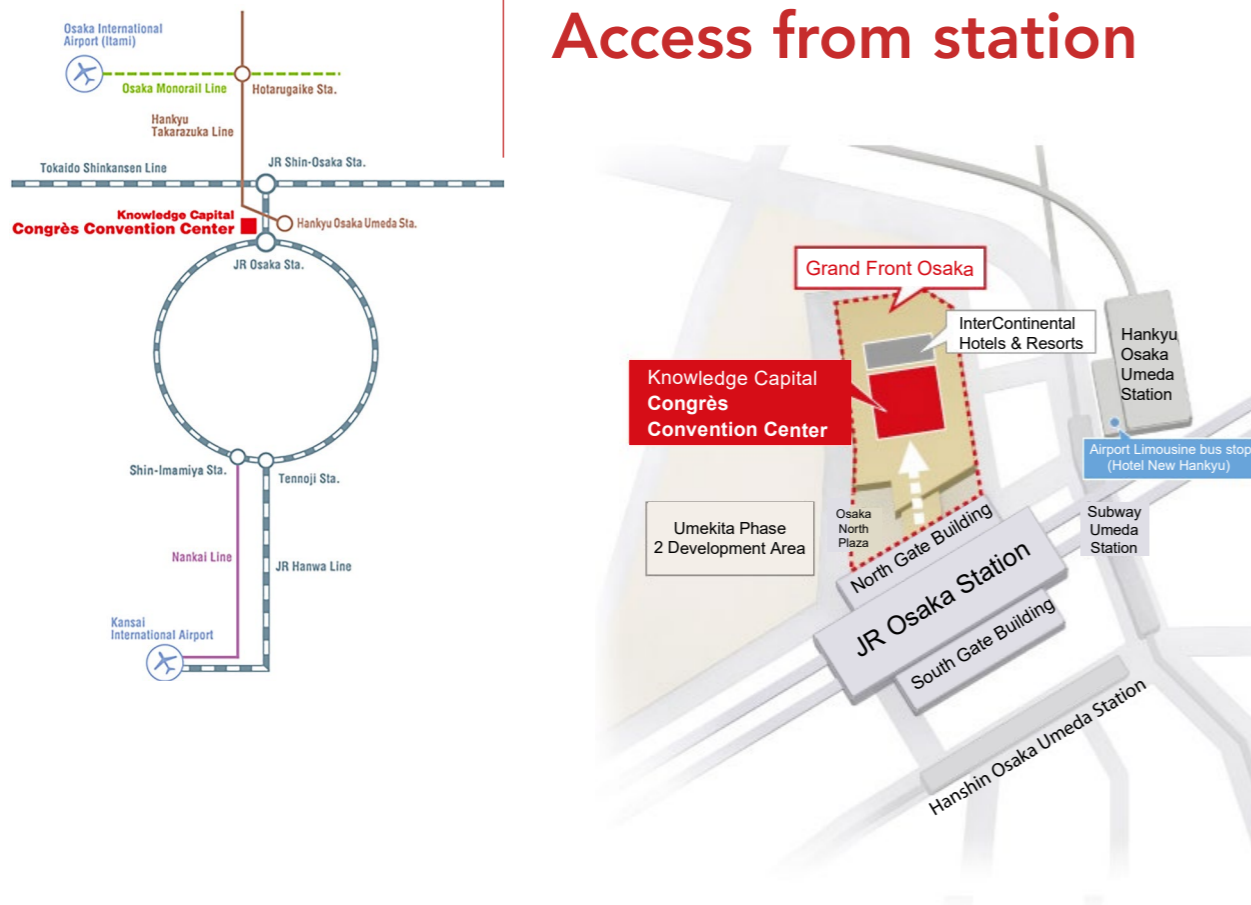 Access from station
Osaka International
Airport (Itami)
Osaka Monorail Line
Hotarugaike Sta.
Hankyu
Takarazuka Line
Tokaido Shinkansen Line
JR Shin-Osaka Sta.
Knowledge Capital
Congrès Convention Center
Hankyu Osaka Umeda Sta.
JR Osaka Sta.
Shin-Imamiya Sta.
Tennoji Sta.
Nankai Line
JR Hanwa Line
Kansai
International Airport
Grand Front Osaka
InterContinental
Hotels & Resorts
Hankyu
Osaka
Umeda
Station
Knowledge Capital
Congrès
Convention Center
Airport Limousine bus stop
(Hotel New Hankyu)
Umekita Phase
2 Development Area
Osaka
North
Plaza
Subway
Umeda
Station
North Gate Building
JR Osaka Station
South Gate Building
Hanshin Osaka Umeda Station